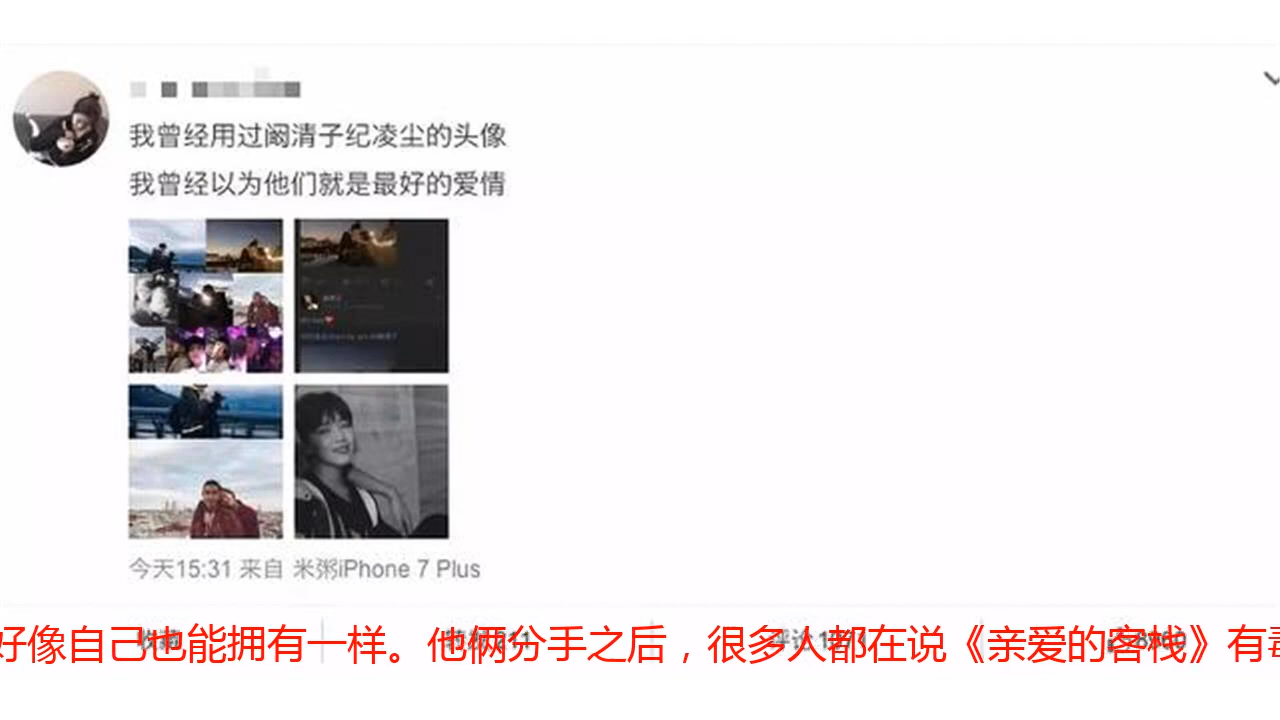 我曾经用过阚清子纪凌尘的头像
我曾经以为他们就是最好的爱情
今天15:31 来自 米粥iPhone 7 Plus
好像自己也能拥有一样。他俩分手之后，很多人都在说《亲爱的客栈》有毒